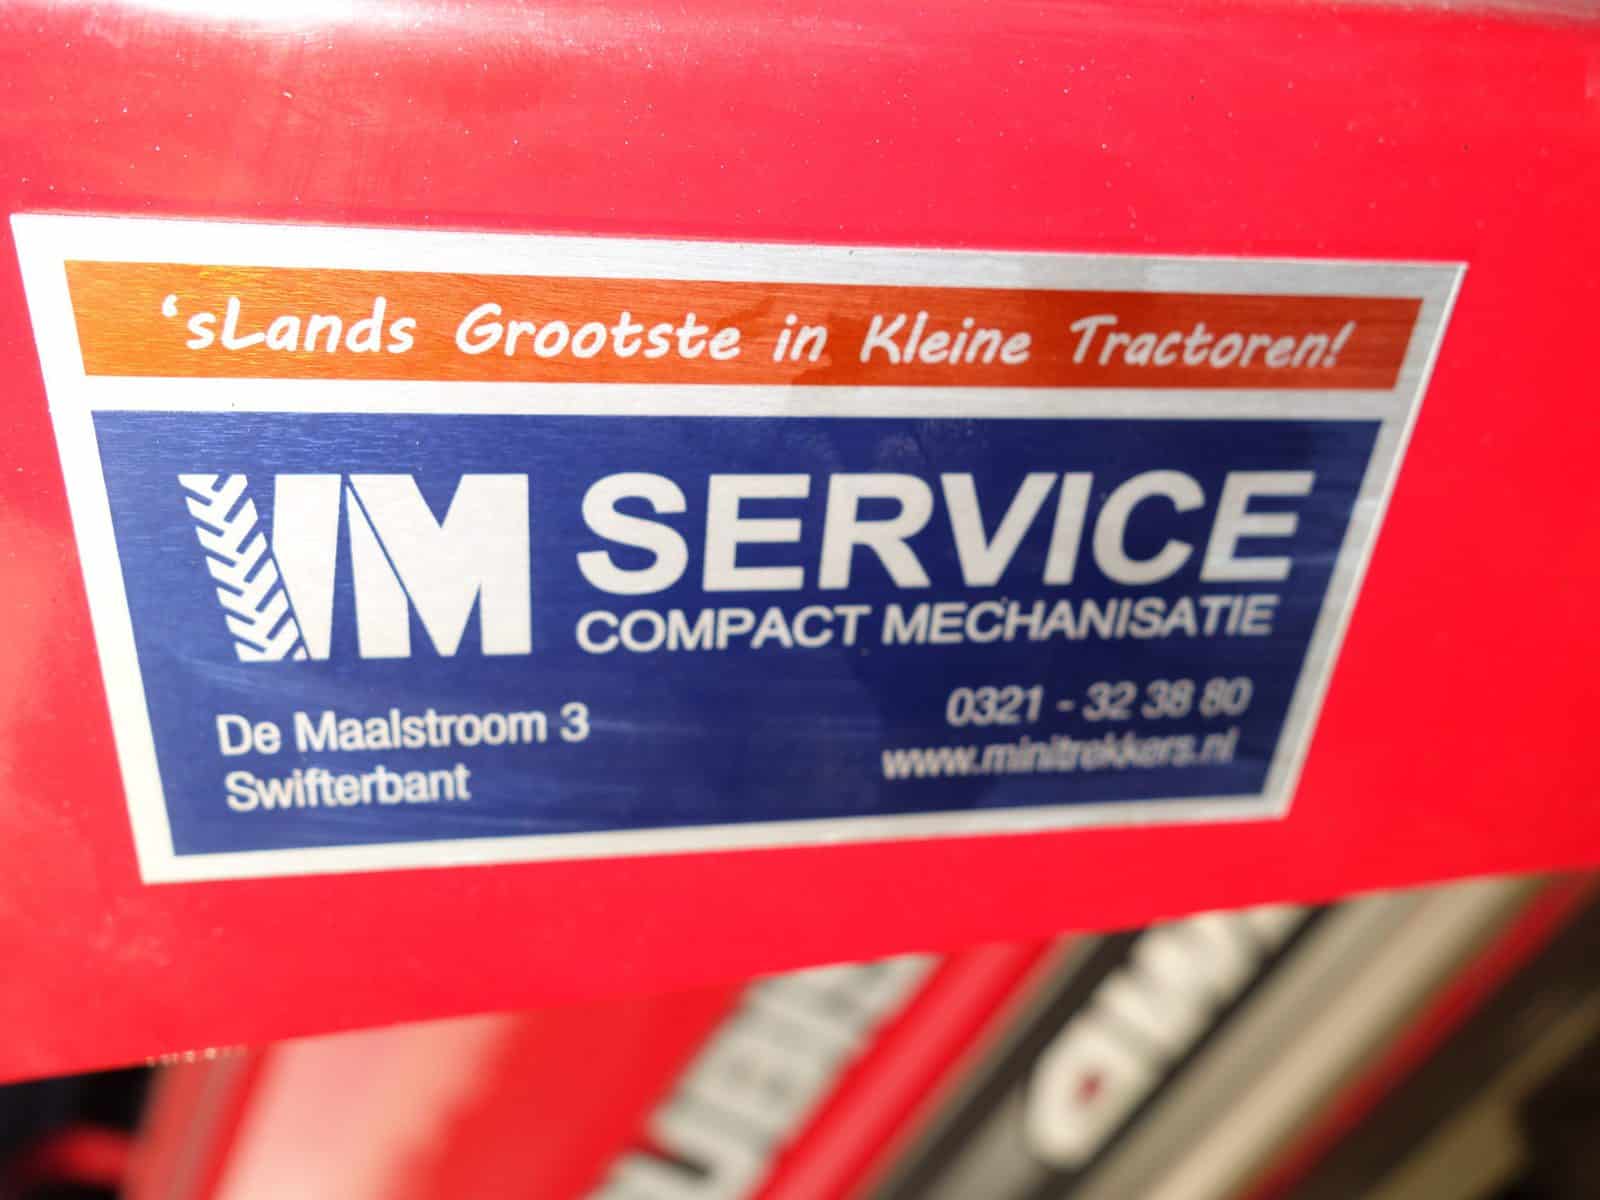 ‘sLands Grootste in Kleine Tractoren!
VM SERVICE
COMPACT MECHANISATIE
De Maalstroom 3
Swifterbant
0321 - 32 38 80
www.minitrekkers.nl